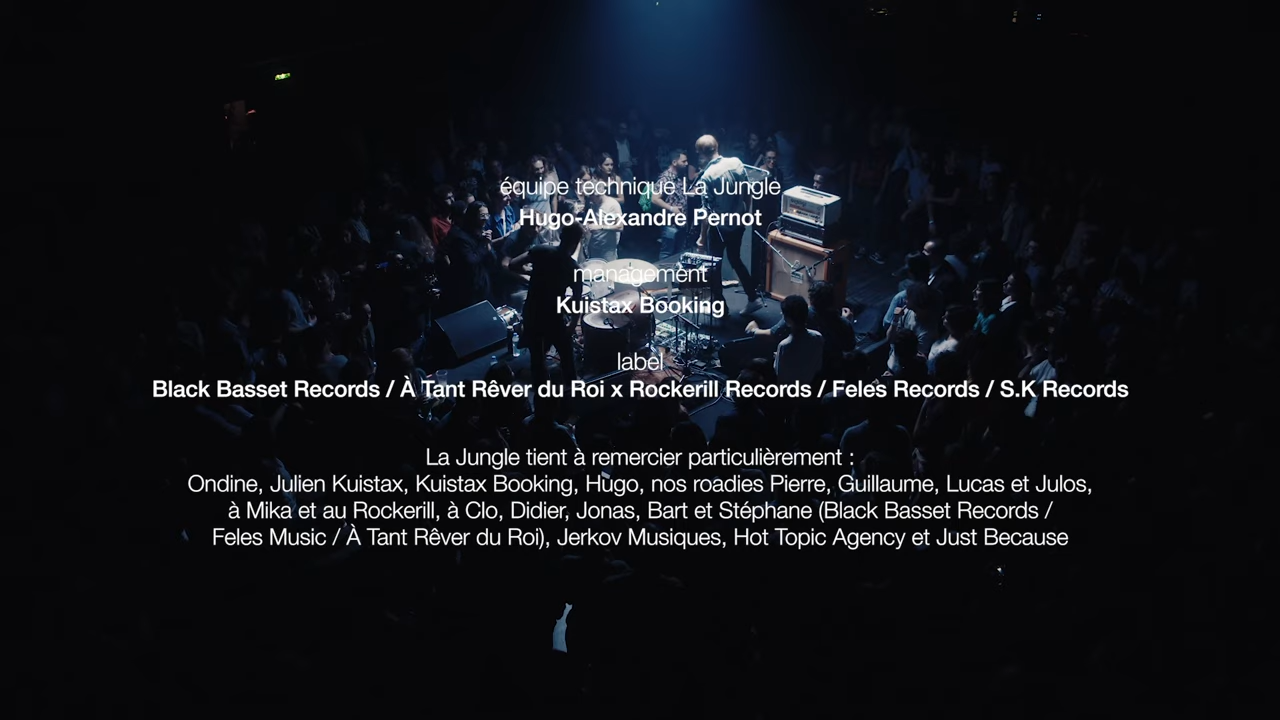 équipe technique La Jungle
Hugo-Alexandre Pernot
management
Kuistax Booking
label
Black Basset Records / À Tant Rêver du Roi x Rockerill Records / Feles Records / S.K Records
La Jungle tient à remercier particulièrement :
Ondine, Julien Kuistax, Kuistax Booking, Hugo, nos roadies Pierre, Guillaume, Lucas et Julos,
à Mika et au Rockerill, à Clo, Didier, Jonas, Bart et Stéphane (Black Basset Records /
Feles Music / À Tant Rêver du Roi), Jerkov Musiques, Hot Topic Agency et Just Because